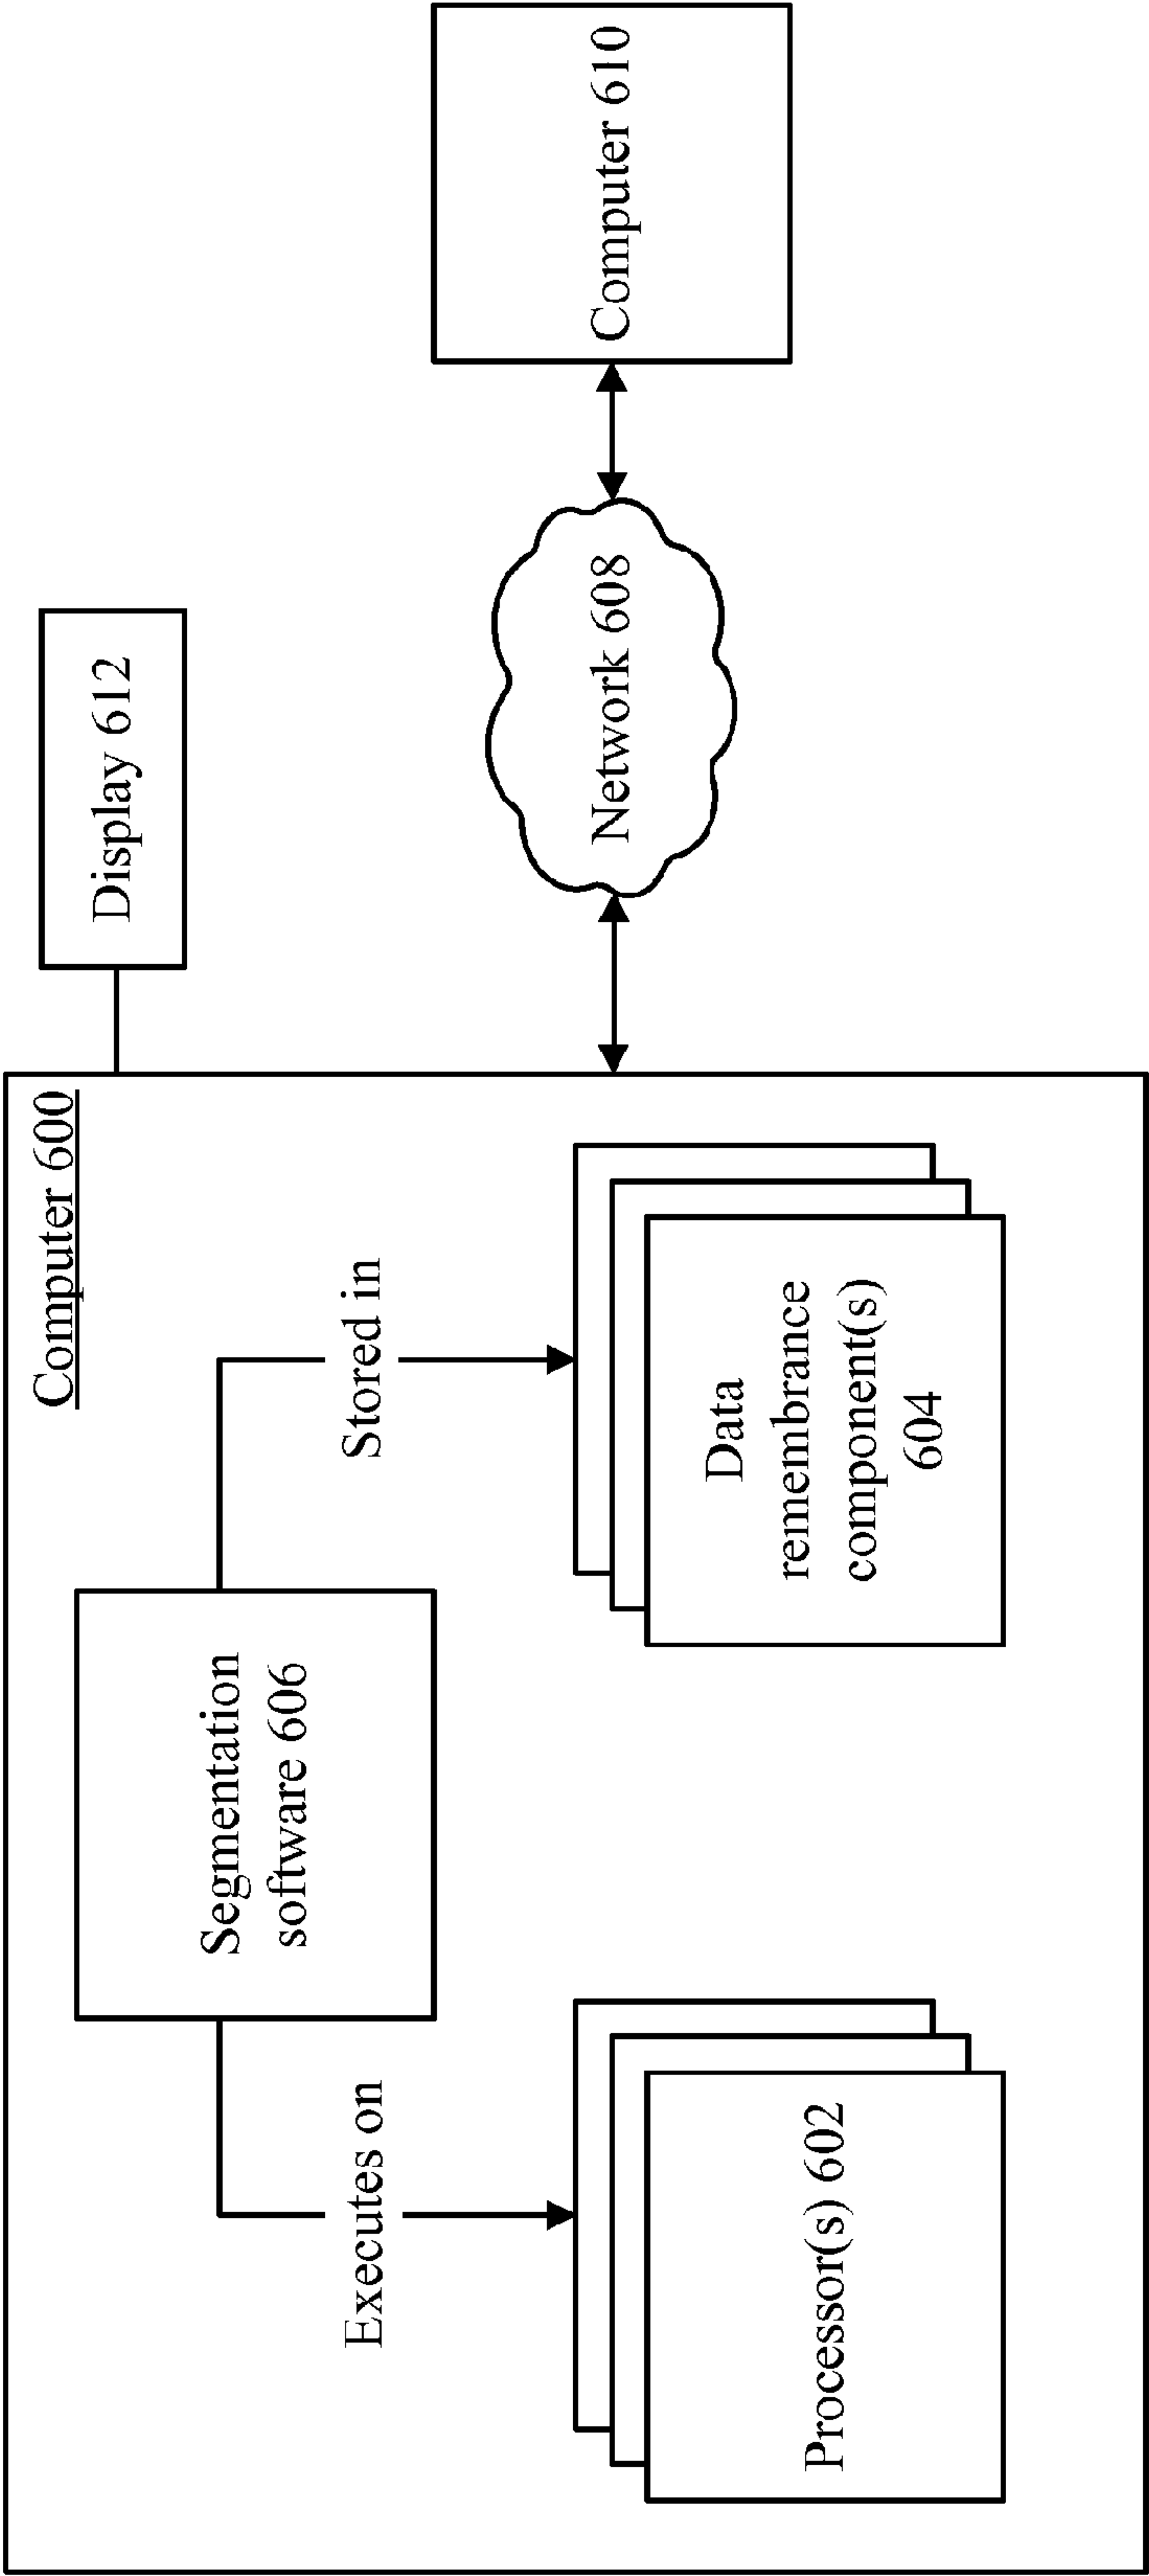 Computer 600
Segmentation
software 606
Executes on
Stored in
Processor(s) 602
Data
remembrance
component(s)
604
Display 612
Network 608
Computer 610